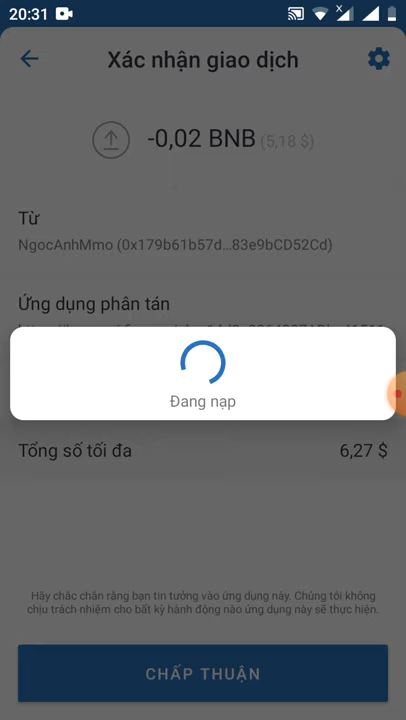 20:31
Xác nhận giao dịch
-0,02 BNB (5,18 $)
Từ
NgocAnhMmo (0x179b61b57d...83e9bCD52Cd)
Ứng dụng phân tán
Đang nạp
Tổng số tối đa 6,27 $
Hãy chắc chắn rằng bạn tin tưởng vào ứng dụng này. Chúng tôi không
chịu trách nhiệm cho bất kỳ hành động nào ứng dụng này sẽ thực hiện.
CHẤP THUẬN